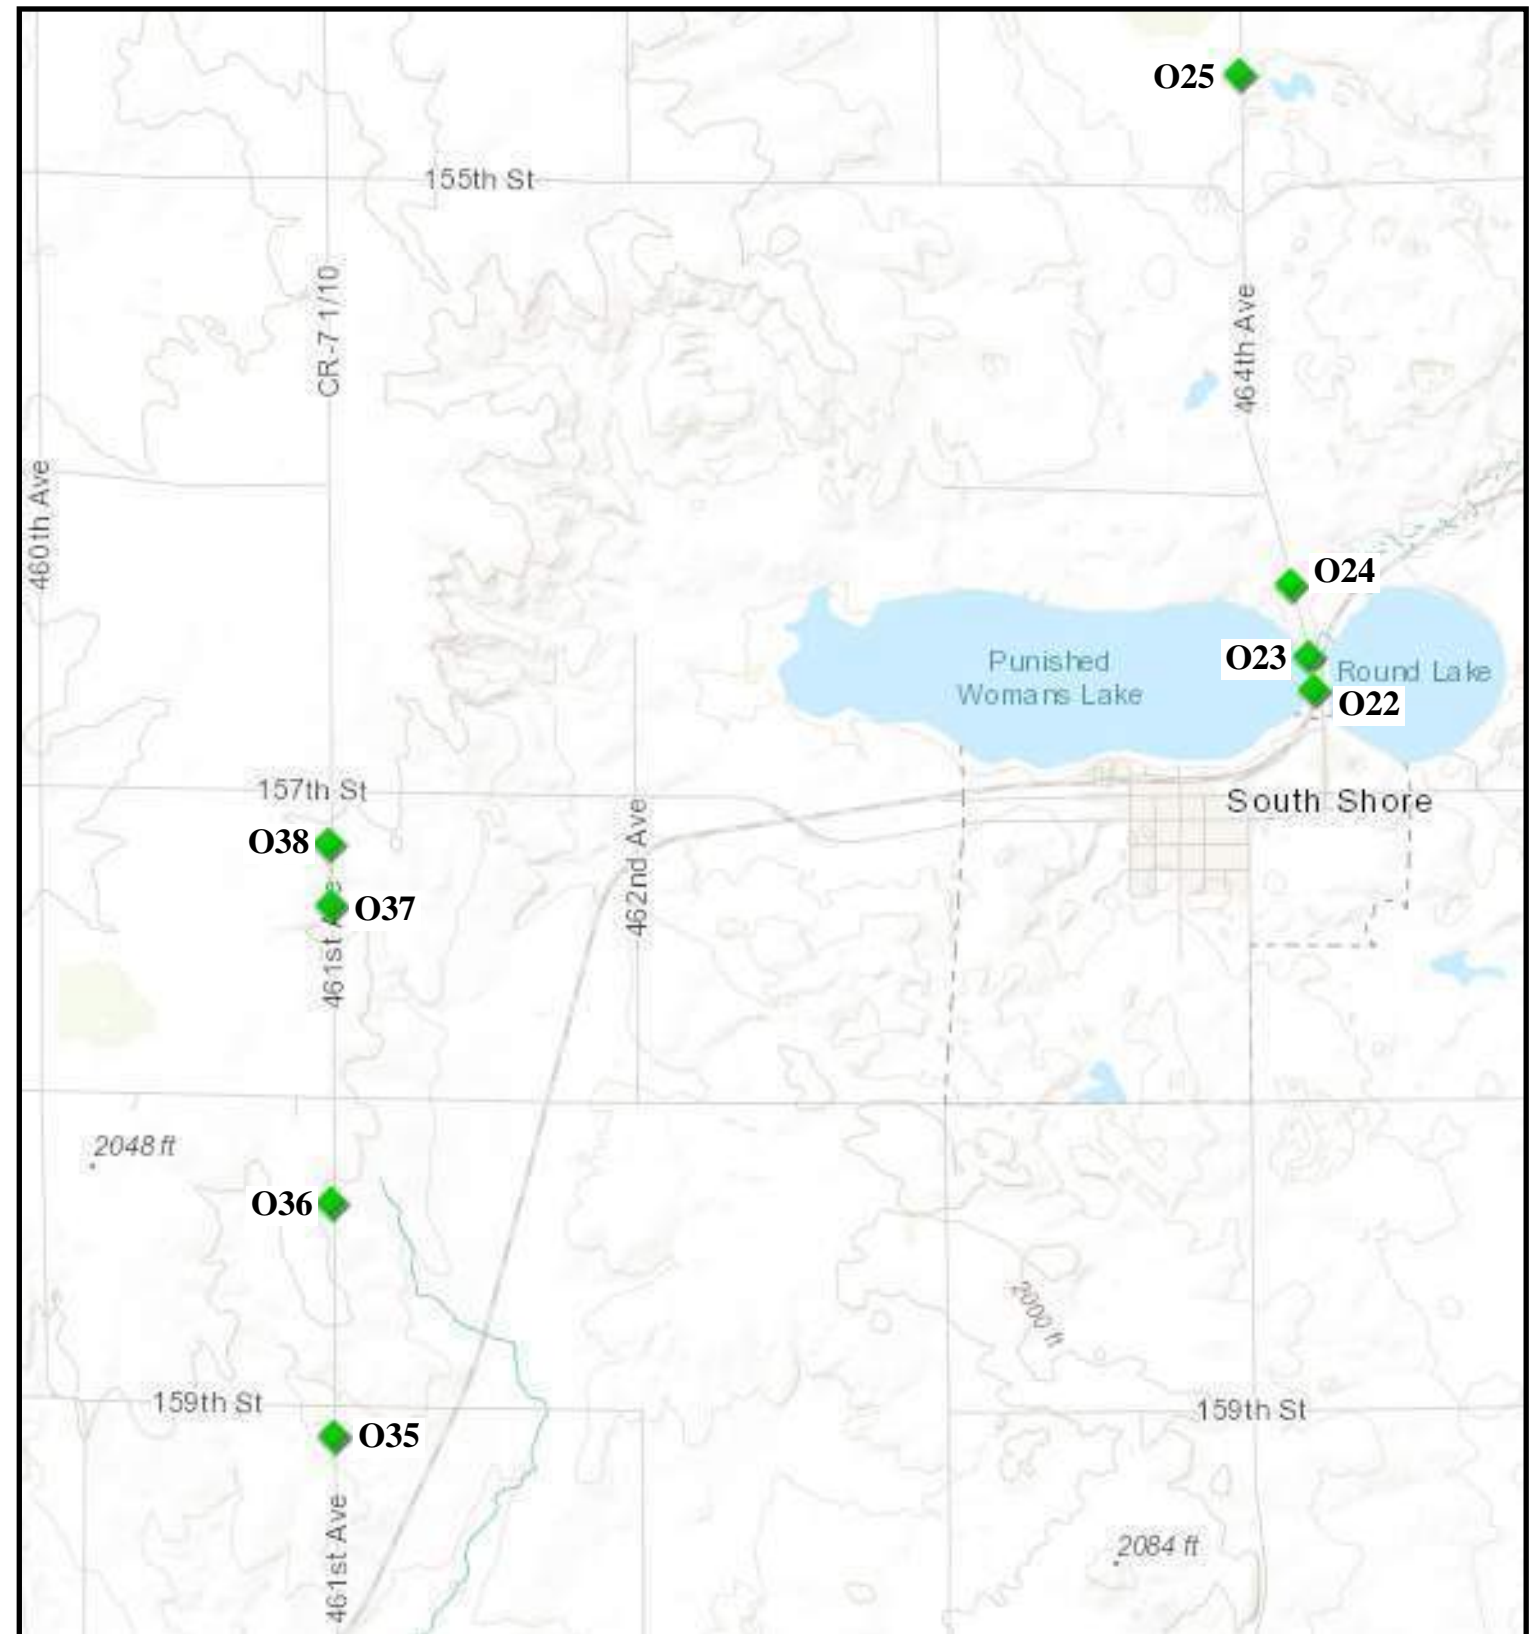 O25
155th St
CR-7 1/10
464th Ave
460th Ave
O24
Punished
Womans Lake
O23
Round Lake
O22
157th St
South Shore
O38
462nd Ave
O37
461st Ave
2048 ft
O36
2000 ft
159th St
159th St
O35
461st Ave
2084 ft